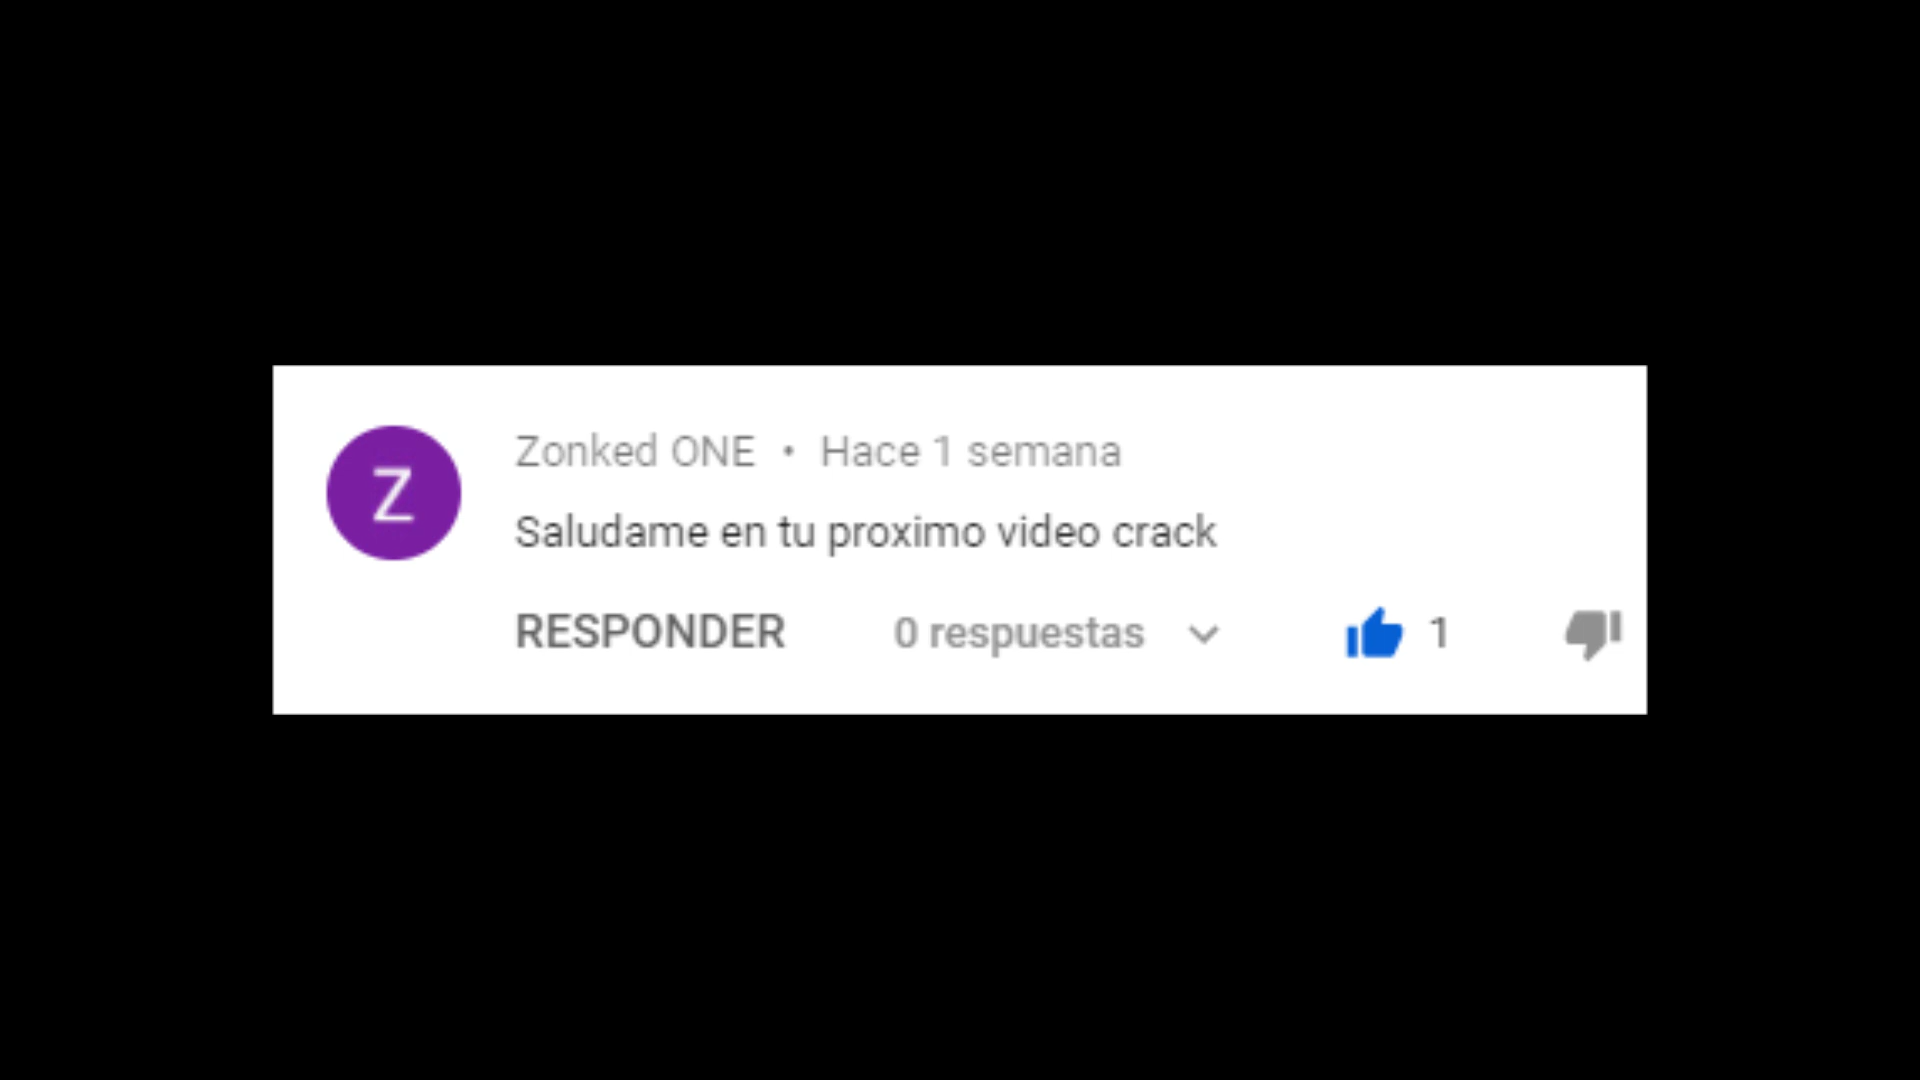 Z
Zonked ONE • Hace 1 semana
Saludame en tu proximo video crack
RESPONDER 0 respuestas 1